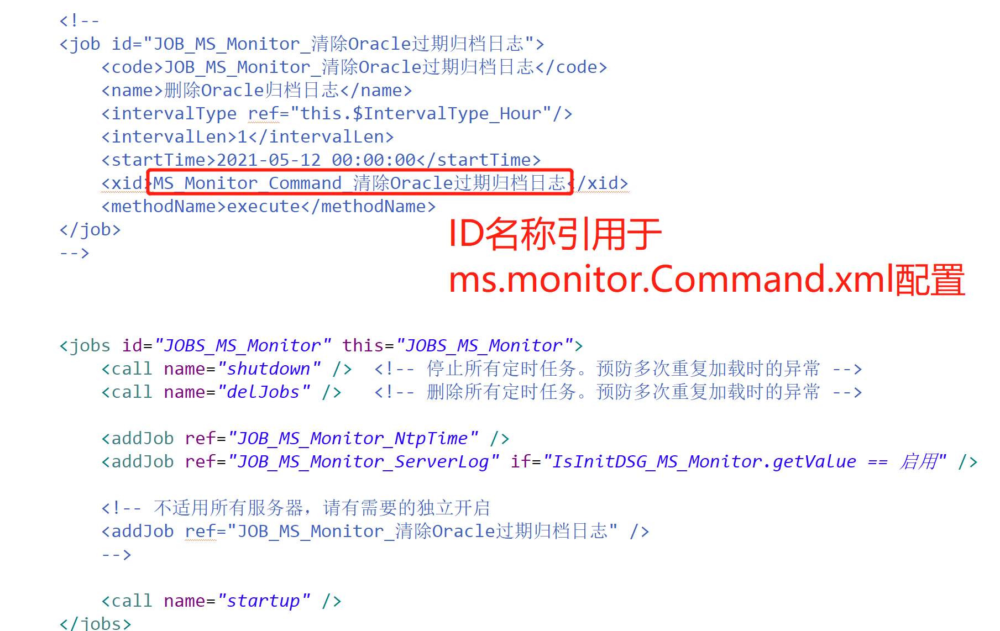 <!--
<job id="JOB_MS_Monitor_清除Oracle过期归档日志">
    <code>JOB_MS_Monitor_清除Oracle过期归档日志</code>
    <name>删除Oracle归档日志</name>
    <intervalType ref="this.$IntervalType_Hour"/>
    <intervalLen>1</intervalLen>
    <startTime>2021-05-12 00:00:00</startTime>
    <xid>MS_Monitor_Command_清除Oracle过期归档日志</xid>
    <methodName>execute</methodName>
</job>
-->
ID名称引用于
ms.monitor.Command.xml配置
<jobs id="JOBS_MS_Monitor" this="JOBS_MS_Monitor">
    <call name="shutdown" />  <!-- 停止所有定时任务。预防多次重复加载时的异常 -->
    <call name="delJobs" />   <!-- 删除所有定时任务。预防多次重复加载时的异常 -->
    <addJob ref="JOB_MS_Monitor_NtpTime" />
    <addJob ref="JOB_MS_Monitor_ServerLog" if="IsInitDSG_MS_Monitor.getValue == 启用" />
    <!-- 不适用所有服务器，请有需要的独立开启
    <addJob ref="JOB_MS_Monitor_清除Oracle过期归档日志" />
    -->
    <call name="startup" />
</jobs>